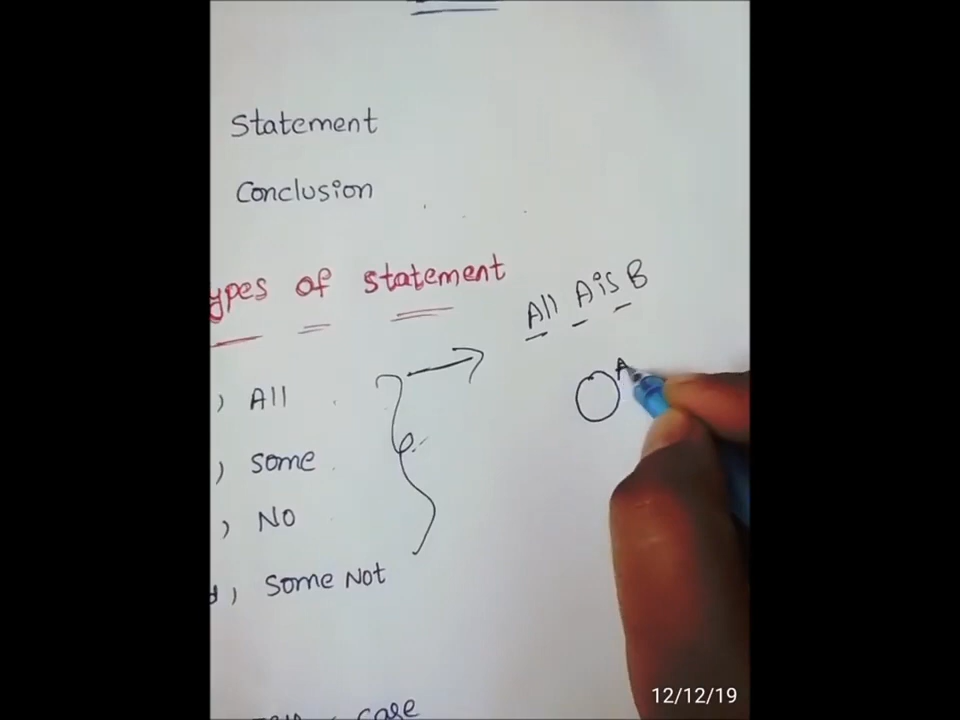 Statement
Conclusion
ypes of statement
All A is B
A
) All
) some
) No
d) some Not
case
12/12/19